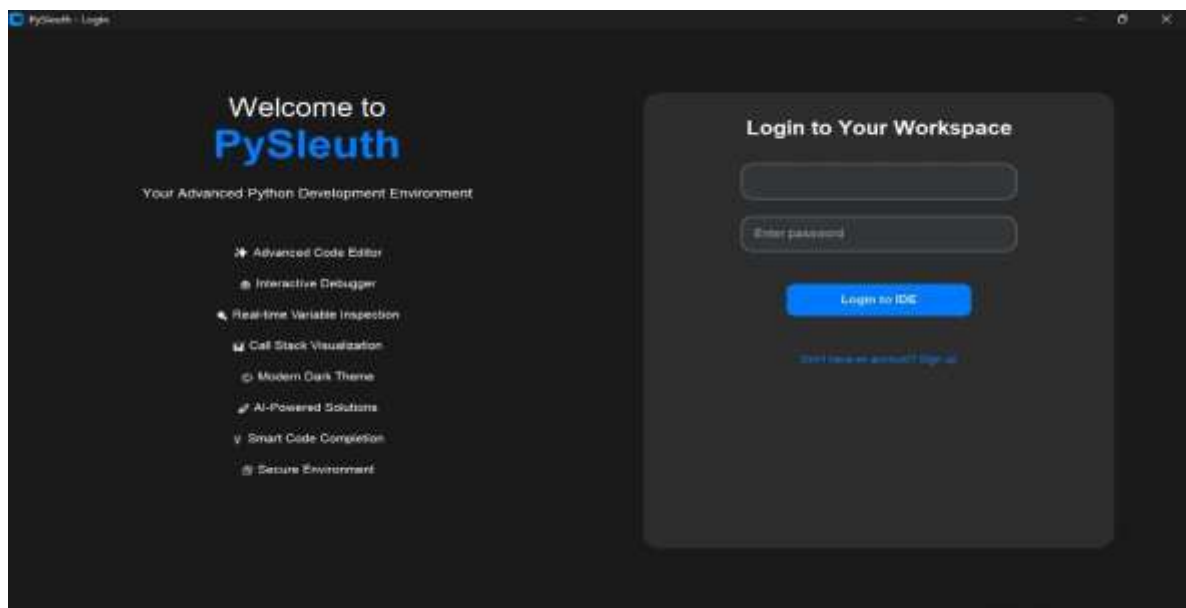 PySleuth - Login
Welcome to
PySleuth
Your Advanced Python Development Environment
Advanced Code Editor
Interactive Debugger
Real-time Variable Inspection
Call Stack Visualization
Modern Dark Theme
AI-Powered Solutions
Smart Code Completion
Secure Environment
Login to Your Workspace
Enter password
Login to IDE
Don't have an account? Sign up